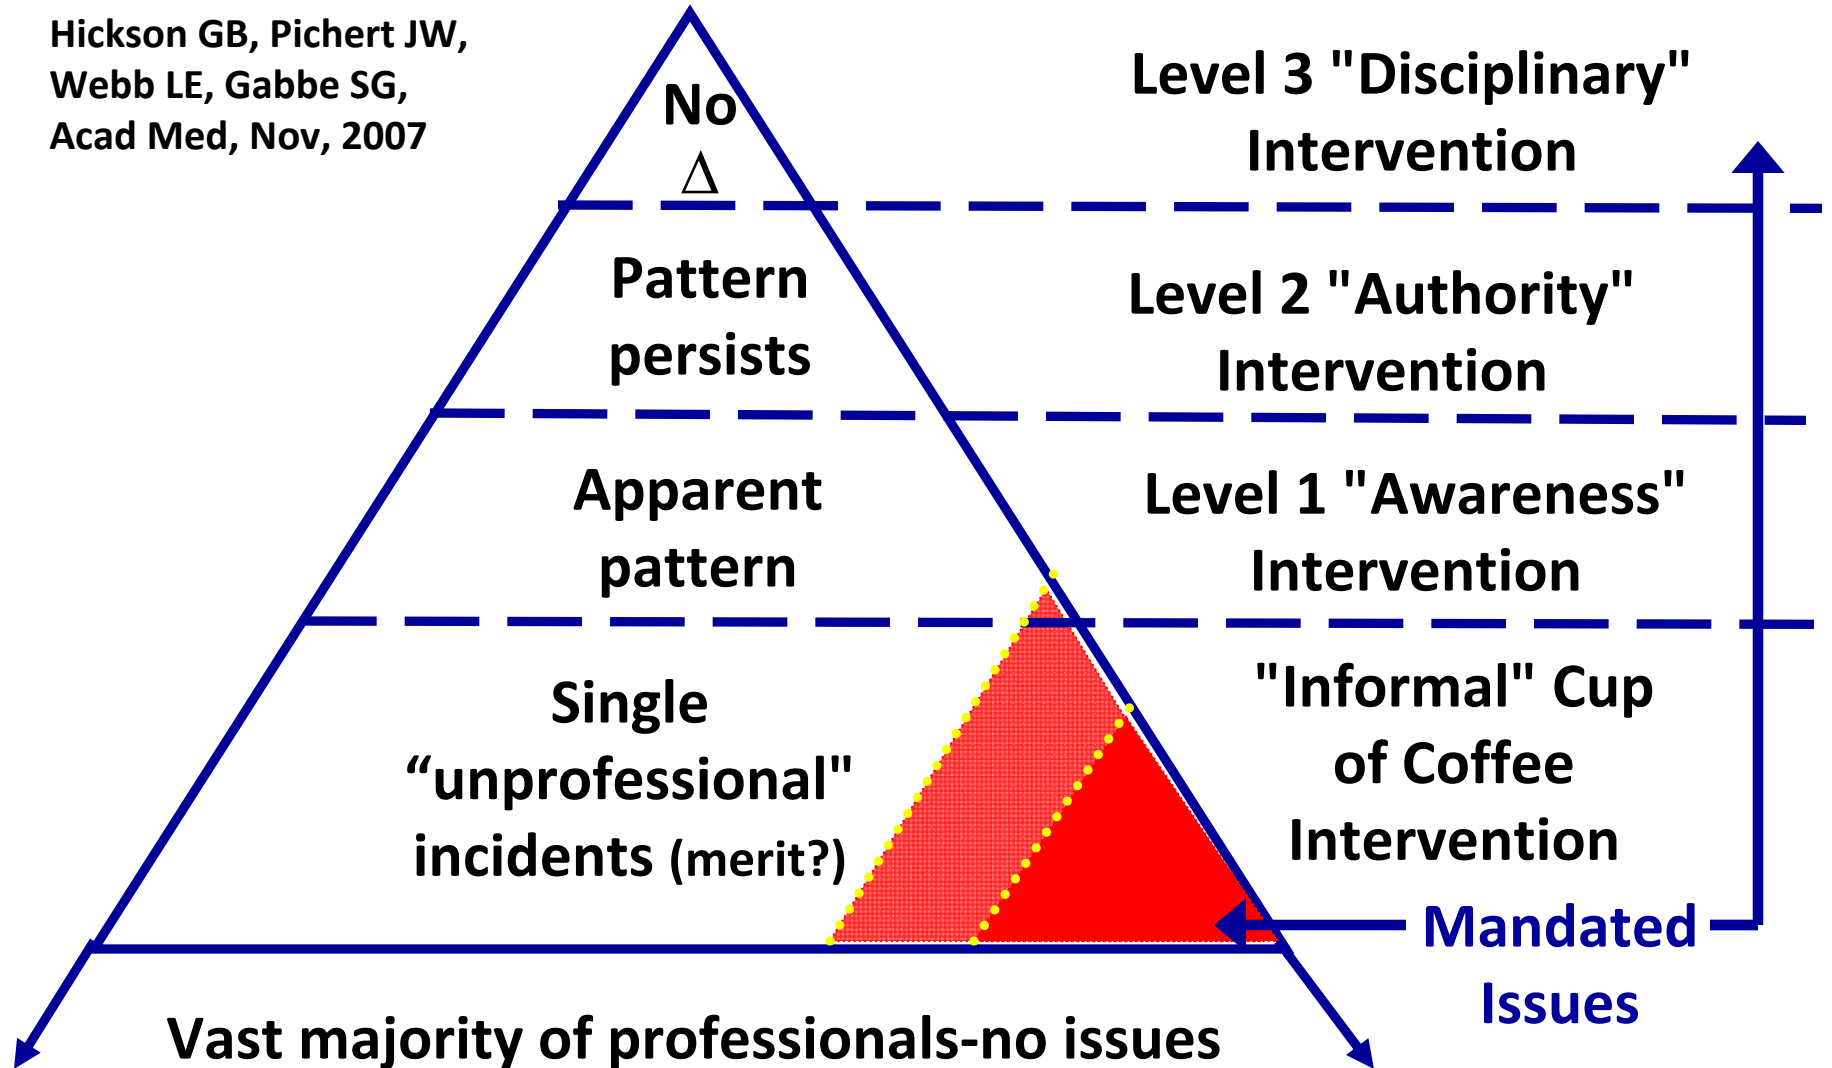 Hickson GB, Pichert JW,
Webb LE, Gabbe SG,
Acad Med, Nov, 2007
No
Δ
Level 3 "Disciplinary"
Intervention
Pattern
persists
Level 2 "Authority"
Intervention
Apparent
pattern
Level 1 "Awareness"
Intervention
Single
“unprofessional"
incidents (merit?)
"Informal" Cup
of Coffee
Intervention
Mandated
Issues
Vast majority of professionals-no issues